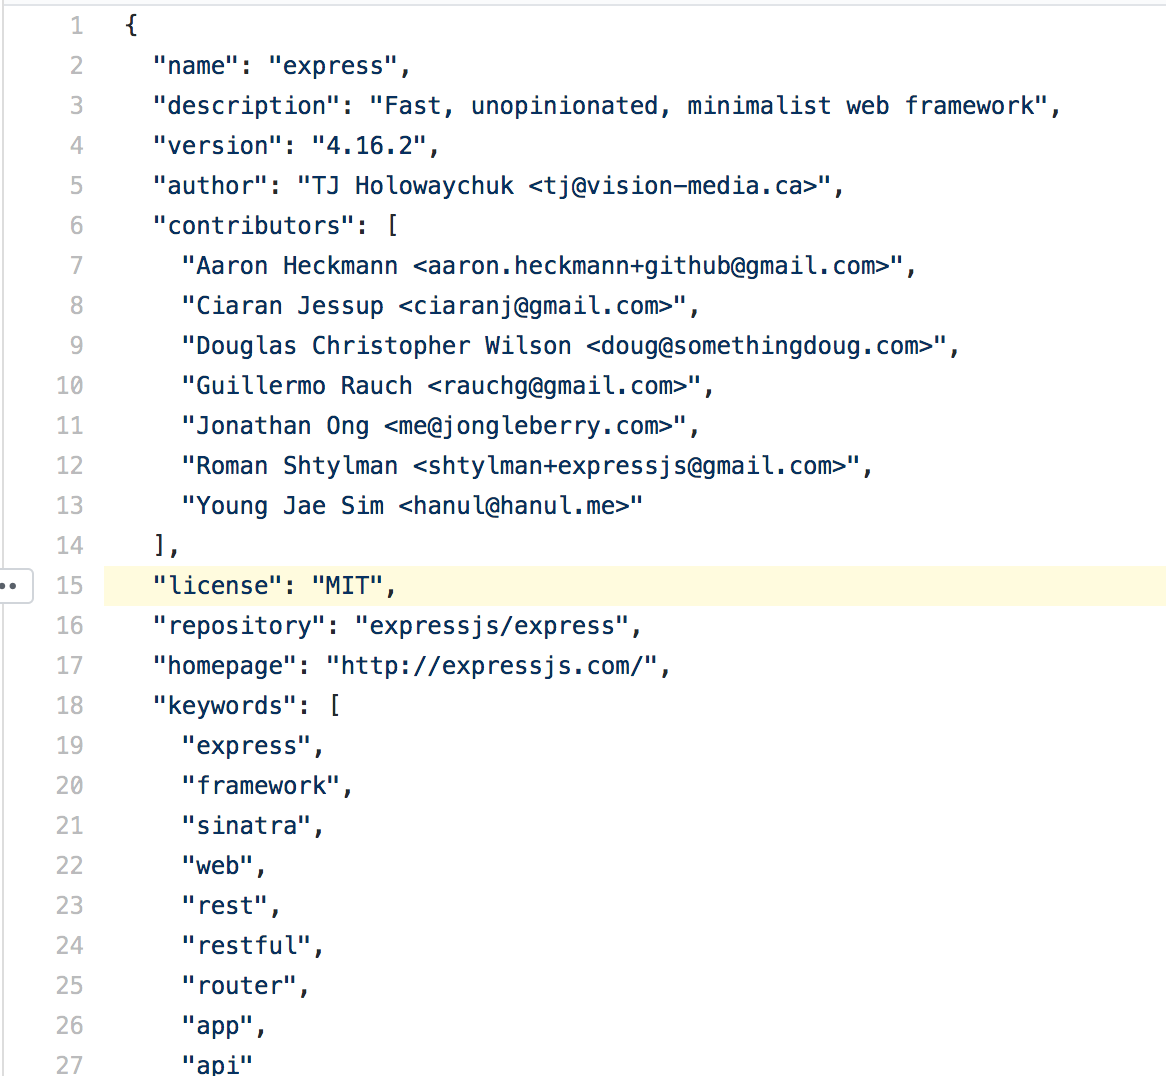 1 {
2 "name": "express",
3 "description": "Fast, unopinionated, minimalist web framework",
4 "version": "4.16.2",
5 "author": "TJ Holowaychuk <tj@vision-media.ca>",
6 "contributors": [
7 "Aaron Heckmann <aaron.heckmann+github@gmail.com>",
8 "Ciaran Jessup <ciaranj@gmail.com>",
9 "Douglas Christopher Wilson <doug@somethingdoug.com>",
10 "Guillermo Rauch <rauchg@gmail.com>",
11 "Jonathan Ong <me@jongleberry.com>",
12 "Roman Shtylman <shtylman+expressjs@gmail.com>",
13 "Young Jae Sim <hanul@hanul.me>"
14 ],
15 "license": "MIT",
16 "repository": "expressjs/express",
17 "homepage": "http://expressjs.com/",
18 "keywords": [
19 "express",
20 "framework",
21 "sinatra",
22 "web",
23 "rest",
24 "restful",
25 "router",
26 "app",
27 "api"